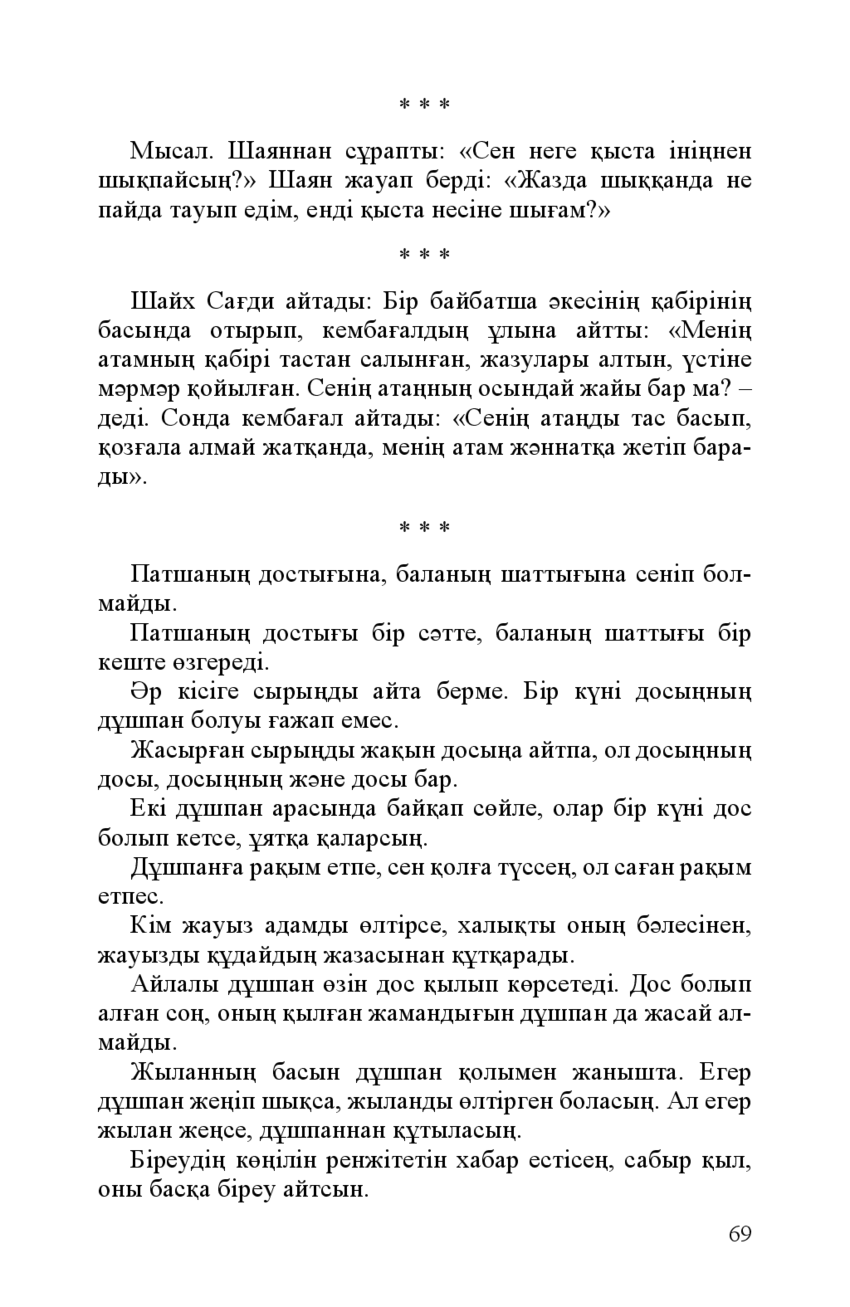 * * *
Мысал. Шаяннан сұрапты: «Сен неге қыста ініңнен
шықпайсың?» Шаян жауап берді: «Жазда шыққанда не
пайда тауып едім, енді қыста несіне шығам?»
* * *
Шайх Сағди айтады: Бір байбатша әкесінің қабірінің
басында отырып, кембағалдың ұлына айтты: «Менің
атамның қабірі тастан салынған, жазулары алтын, үстіне
мәрмәр қойылған. Сенің атаңның осындай жайы бар ма? –
деді. Сонда кембағал айтады: «Сенің атаңды тас басып,
қозғала алмай жатқанда, менің атам жәннатқа жетіп бара-
ды».
* * *
Патшаның достығына, баланың шаттығына сеніп бол-
майды.
Патшаның достығы бір сәтте, баланың шаттығы бір
кеште өзгереді.
Әр кісіге сырыңды айта берме. Бір күні досыңның
дұшпан болуы ғажап емес.
Жасырған сырыңды жақын досыңа айтпа, ол досыңның
досы, досыңның және досы бар.
Екі дұшпан арасында байқап сөйле, олар бір күні дос
болып кетсе, ұятқа қаларсың.
Дұшпанға рақым етпе, сен қолға түссең, ол саған рақым
етпес.
Кім жауыз адамды өлтірсе, халықты оның бәлесінен,
жауызды құдайдың жазасынан құтқарады.
Айлалы дұшпан өзін дос қылып көрсетеді. Дос болып
алған соң, оның қылған жамандығын дұшпан да жасай ал-
майды.
Жыланның басын дұшпан қолымен жанышта. Егер
дұшпан жеңіп шықса, жыланды өлтірген боласың. Ал егер
жылан жеңсе, дұшпаннан құтыласың.
Біреудің көңілін ренжітетін хабар естісең, сабыр қыл,
оны басқа біреу айтсын.
69